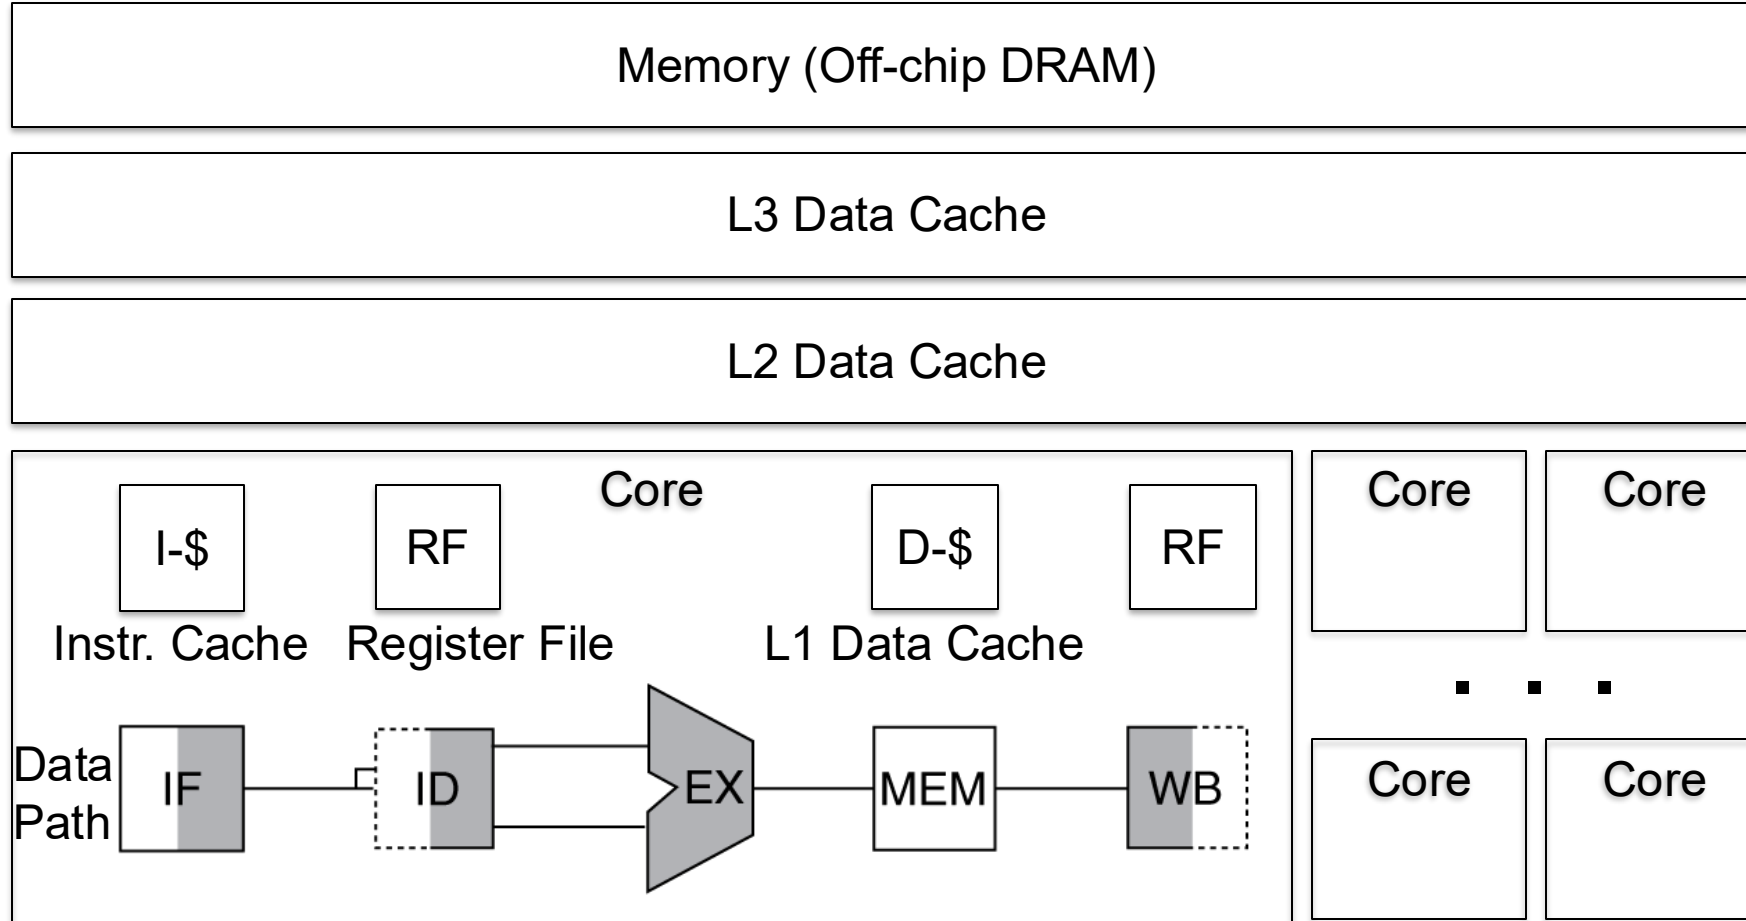 Memory (Off-chip DRAM)
L3 Data Cache
L2 Data Cache
Core
I-$
RF
D-$
RF
Instr. Cache
Register File
L1 Data Cache
Data
Path
IF
ID
EX
MEM
WB
Core
Core
. . .
Core
Core